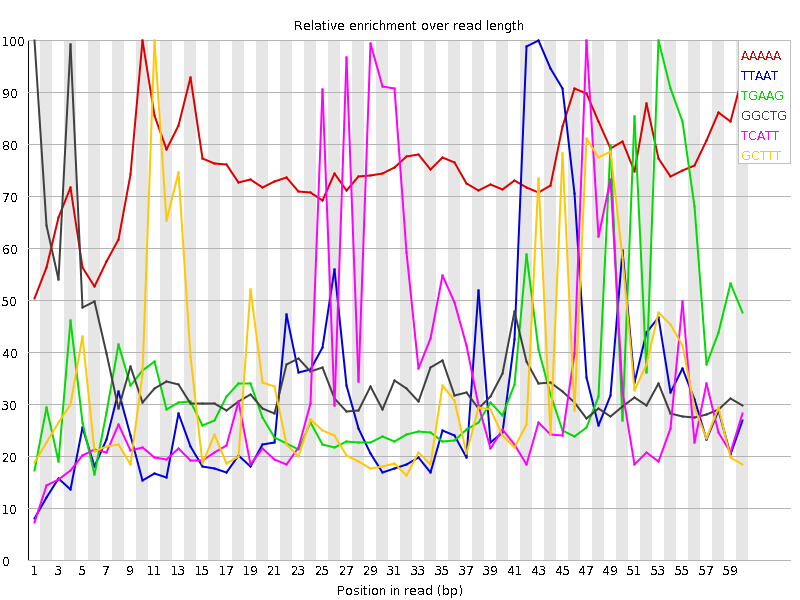 Relative enrichment over read length
100
90
80
70
60
50
40
30
20
10
0
AAAAA
TTAAT
TGAAG
GGCTG
TCATT
GCTTT
1 3 5 7 9 11 13 15 17 19 21 23 25 27 29 31 33 35 37 39 41 43 45 47 49 51 53 55 57 59
Position in read (bp)